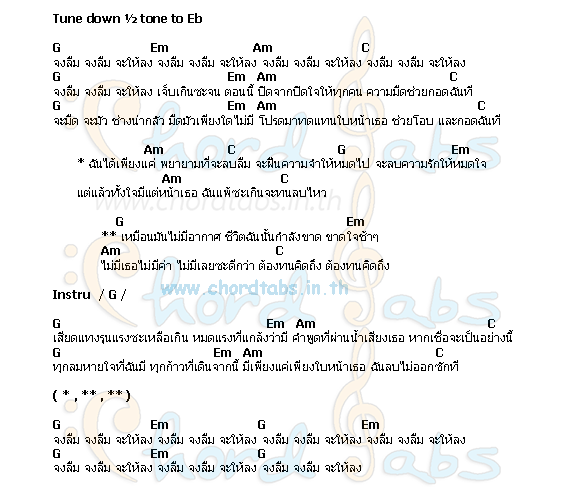 Tune down ½ tone to Eb
G Em Am C
จงลืม จงลืม จะให้ลง จงลืม จงลืม จะให้ลง จงลืม จงลืม จะให้ลง จงลืม จงลืม จะให้ลง
G Em Am C
จงลืม จงลืม จะให้ลง เจ็บเกินซะจน ตอนนี้ ปิดจากปิดใจให้ทุกคน ความมืดช่วยกอดฉันที
G Em Am C
จะมืด จะมัว ช่างน่ากลัว มืดมัวเพียงใดไม่มี โปรดมาทดแทนใบหน้าเธอ ช่วยโอบ และกอดฉันที
Am C G Em
* ฉันได้เพียงแค่ พยายามที่จะลบลืม จะฝืนความจำให้หมดไป จะลบความรักให้หมดใจ
Am C
แต่แล้วทั้งใจมีแต่หน้าเธอ ฉันแพ้ซะเกินจะทนลบไหว
www.chordtabs.in.th
G Em
** เหมือนมันไม่มีอากาศ ชีวิตฉันนั้นกำลังขาด ขาดใจช้าๆ
Am C
ไม่มีเธอไม่มีค่า ไม่มีเลยซะดีกว่า ต้องทนคิดถึง ต้องทนคิดถึง
www.chordtabs.in.th
Instru / G /
G Em Am C
เสียดแทงรุนแรงซะเหลือเกิน หมดแรงที่แกล้งว่ามี คำพูดที่ผ่านน้ำเสียงเธอ หากเชื่อจะเป็นอย่างนี้
G Em Am C
ทุกลมหายใจที่ฉันมี ทุกก้าวที่เดินจากนี้ มีเพียงแค่เพียงใบหน้าเธอ ฉันลบไม่ออกซักที
( * , ** , ** )
G Em G Em
จงลืม จงลืม จะให้ลง จงลืม จงลืม จะให้ลง จงลืม จงลืม จะให้ลง จงลืม จงลืม จะให้ลง
G Em G
จงลืม จงลืม จะให้ลง จงลืม จงลืม จะให้ลง จงลืม จงลืม จะให้ลง